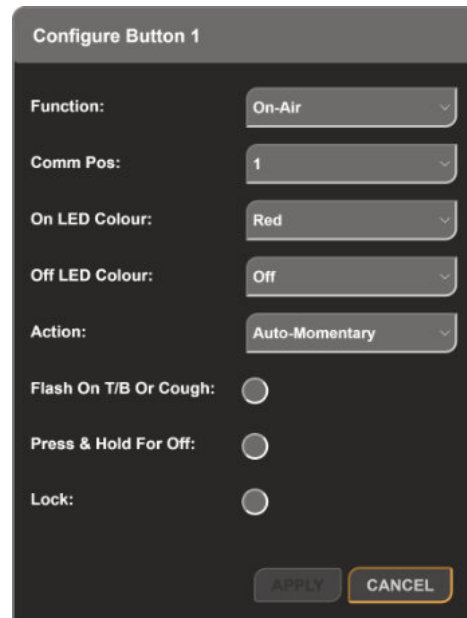 Configure Button 1
Function: On-Air
Comm Pos: 1
On LED Colour: Red
Off LED Colour: Off
Action: Auto-Momentary
Flash On T/B Or Cough:
Press & Hold For Off:
Lock:
APPLY CANCEL